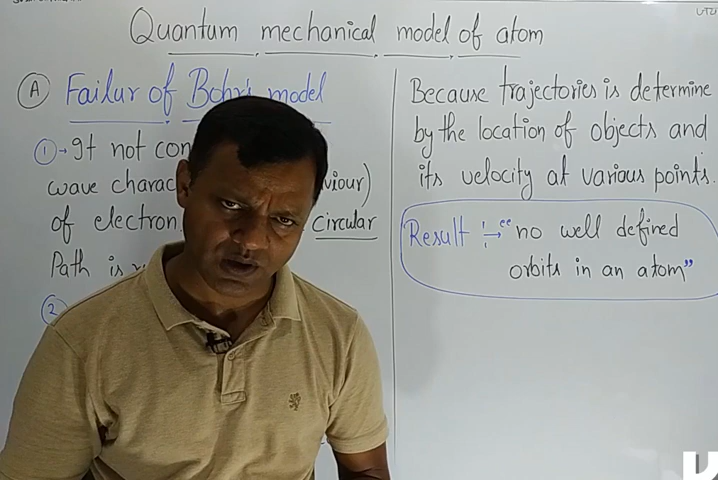 Quantum mechanical model of atom
(A) Failur of Bohr's model
(1) → It not con
wave charac viour)
of electron. circular
Path is
(2)
Because trajectories is determine
by the location of objects and
its velocity at various points.
Result :→ "no well defined
orbits in an atom"